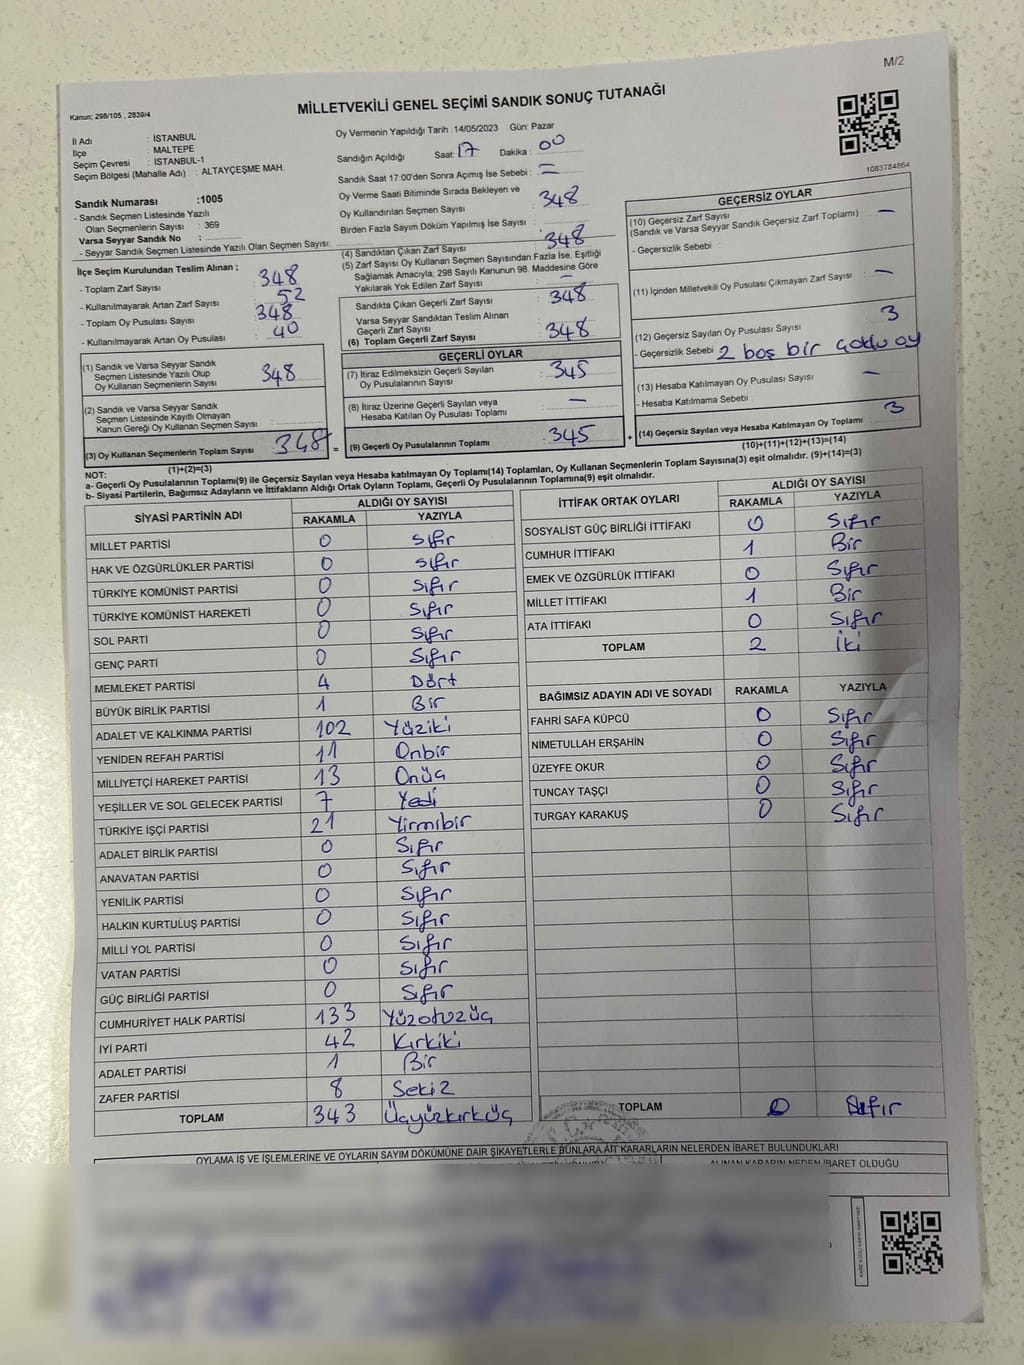 M/2
Kanun; 298/105 , 2839/4
MİLLETVEKİLİ GENEL SEÇİMİ SANDIK SONUÇ TUTANAĞI
İl Adı : İSTANBUL
İlçe : MALTEPE
Seçim Çevresi : İSTANBUL-1
Seçim Bölgesi (Mahalle Adı) : ALTAYÇEŞME MAH.
Sandık Numarası :1005
- Sandık Seçmen Listesinde Yazılı
Olan Seçmenlerin Sayısı : 369
Varsa Seyyar Sandık No :
- Seyyar Sandık Seçmen Listesinde Yazılı Olan Seçmen Sayısı:
İlçe Seçim Kurulundan Teslim Alınan ;
- Toplam Zarf Sayısı 348
- Kullanılmayarak Artan Zarf Sayısı 52
- Toplam Oy Pusulası Sayısı 348
- Kullanılmayarak Artan Oy Pusulası 40
(1) Sandık ve Varsa Seyyar Sandık
Seçmen Listesinde Yazılı Olup
Oy Kullanan Seçmenlerin Sayısı : 348
(2) Sandık ve Varsa Seyyar Sandık
Seçmen Listesinde Kayıtlı Olmayan
Kanun Gereği Oy Kullanan Seçmen Sayısı :
(3) Oy Kullanan Seçmenlerin Toplam Sayısı : 348 =
(1)+(2)=(3)
Oy Vermenin Yapıldığı Tarih : 14/05/2023 Gün: Pazar
Sandığın Açıldığı Saat : 17 Dakika : 00
Sandık Saat 17:00'den Sonra Açımış İse Sebebi : =
Oy Verme Saati Bitiminde Sırada Bekleyen ve
Oy Kullandırılan Seçmen Sayısı : 348
Birden Fazla Sayım Döküm Yapılmış İse Sayısı :
(4) Sandıktan Çıkan Zarf Sayısı : 348
(5) Zarf Sayısı Oy Kullanan Seçmen Sayısından Fazla İse, Eşitliği
Sağlamak Amacıyla, 298 Sayılı Kanunun 98. Maddesine Göre
Yakılarak Yok Edilen Zarf Sayısı : –
Sandıkta Çıkan Geçerli Zarf Sayısı : 348
Varsa Seyyar Sandıktan Teslim Alınan
Geçerli Zarf Sayısı
(6) Toplam Geçerli Zarf Sayısı : 348
GEÇERLİ OYLAR
(7) İtiraz Edilmeksizin Geçerli Sayılan
Oy Pusulalarının Sayısı : 345
(8) İtiraz Üzerine Geçerli Sayılan veya
Hesaba Katılan Oy Pusulası Toplamı : –
(9) Geçerli Oy Pusulalarının Toplamı : 345 +
1083784864
GEÇERSİZ OYLAR
(10) Geçersiz Zarf Sayısı
(Sandık ve Varsa Seyyar Sandık Geçersiz Zarf Toplamı) : –
- Geçersizlik Sebebi :
(11) İçinden Milletvekili Oy Pusulası Çıkmayan Zarf Sayısı : –
(12) Geçersiz Sayılan Oy Pusulası Sayısı : 3
- Geçersizlik Sebebi : 2 boş bir çoklu oy
(13) Hesaba Katılmayan Oy Pusulası Sayısı : –
- Hesaba Katılmama Sebebi :
(14) Geçersiz Sayılan veya Hesaba Katılmayan Oy Toplamı : 3
(10)+(11)+(12)+(13)=(14)
NOT:
a- Geçerli Oy Pusulalarının Toplamı(9) ile Geçersiz Sayılan veya Hesaba katılmayan Oy Toplamı(14) Toplamları, Oy Kullanan Seçmenlerin Toplam Sayısına(3) eşit olmalıdır. (9)+(14)=(3)
b- Siyasi Partilerin, Bağımsız Adayların ve İttifakların Aldığı Ortak Oyların Toplamı, Geçerli Oy Pusulalarının Toplamına(9) eşit olmalıdır.
SİYASİ PARTİNİN ADI ALDIĞI OY SAYISI
RAKAMLA YAZIYLA
MİLLET PARTİSİ 0 Sıfır
HAK VE ÖZGÜRLÜKLER PARTİSİ 0 Sıfır
TÜRKİYE KOMÜNİST PARTİSİ 0 Sıfır
TÜRKİYE KOMÜNİST HAREKETİ 0 Sıfır
SOL PARTİ 0 Sıfır
GENÇ PARTİ 0 Sıfır
MEMLEKET PARTİSİ 4 Dört
BÜYÜK BİRLİK PARTİSİ 1 Bir
ADALET VE KALKINMA PARTİSİ 102 Yüziki
YENİDEN REFAH PARTİSİ 11 Onbir
MİLLİYETÇİ HAREKET PARTİSİ 13 Onüç
YEŞİLLER VE SOL GELECEK PARTİSİ 7 Yedi
TÜRKİYE İŞÇİ PARTİSİ 21 Yirmibir
ADALET BİRLİK PARTİSİ 0 Sıfır
ANAVATAN PARTİSİ 0 Sıfır
YENİLİK PARTİSİ 0 Sıfır
HALKIN KURTULUŞ PARTİSİ 0 Sıfır
MİLLİ YOL PARTİSİ 0 Sıfır
VATAN PARTİSİ 0 Sıfır
GÜÇ BİRLİĞİ PARTİSİ 0 Sıfır
CUMHURİYET HALK PARTİSİ 133 Yüzotuzüç
İYİ PARTİ 42 Kırkiki
ADALET PARTİSİ 1 Bir
ZAFER PARTİSİ 8 Sekiz
TOPLAM 343 Üçyüzkırküç
İTTİFAK ORTAK OYLARI ALDIĞI OY SAYISI
RAKAMLA YAZIYLA
SOSYALİST GÜÇ BİRLİĞİ İTTİFAKI 0 Sıfır
CUMHUR İTTİFAKI 1 Bir
EMEK VE ÖZGÜRLÜK İTTİFAKI 0 Sıfır
MİLLET İTTİFAKI 1 Bir
ATA İTTİFAKI 0 Sıfır
TOPLAM 2 İki
BAĞIMSIZ ADAYIN ADI VE SOYADI RAKAMLA YAZIYLA
FAHRİ SAFA KÜPCÜ 0 Sıfır
NİMETULLAH ERŞAHİN 0 Sıfır
ÜZEYFE OKUR 0 Sıfır
TUNCAY TAŞÇI 0 Sıfır
TURGAY KARAKUŞ 0 Sıfır
TOPLAM 0 Sıfır
OYLAMA İŞ VE İŞLEMLERİNE VE OYLARIN SAYIM DÖKÜMÜNE DAİR ŞİKAYETLERLE BUNLARA AİT KARARLARIN NELERDEN İBARET BULUNDUKLARI
ALINAN KARARIN NEDEN İBARET OLDUĞU